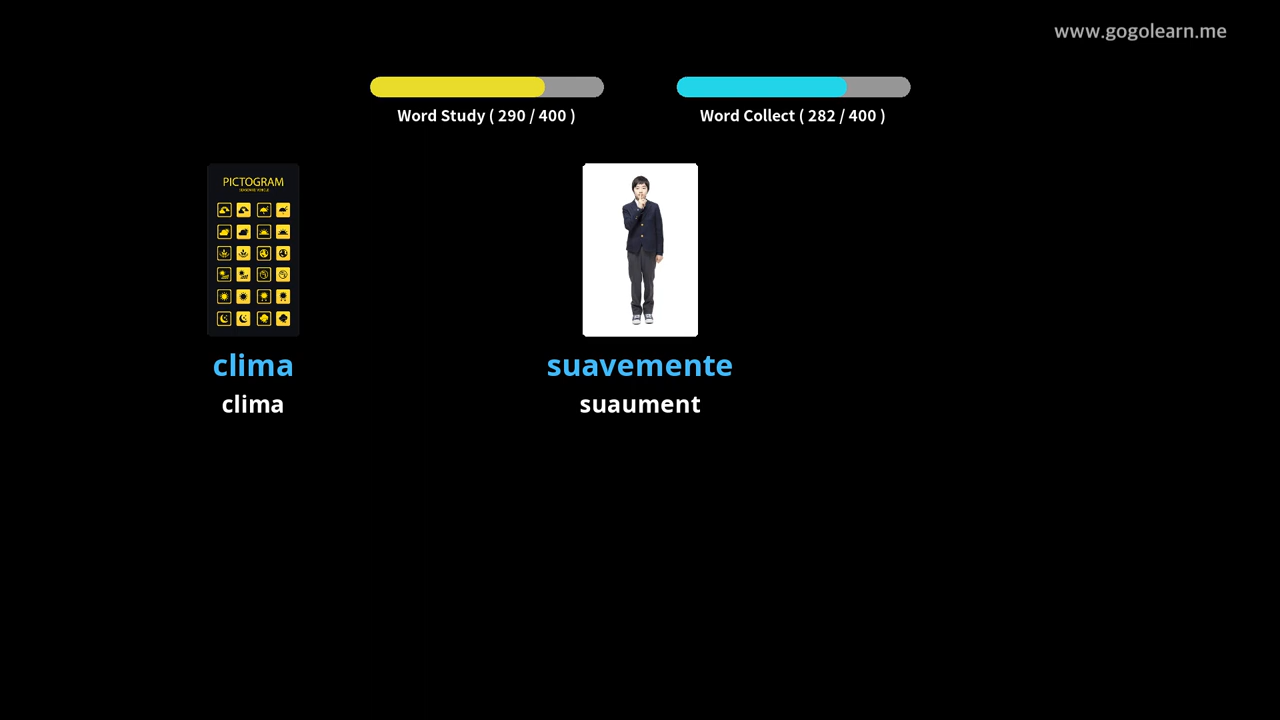 www.gogolearn.me
Word Study ( 290 / 400 )
Word Collect ( 282 / 400 )
PICTOGRAM
clima
clima
suavemente
suaument